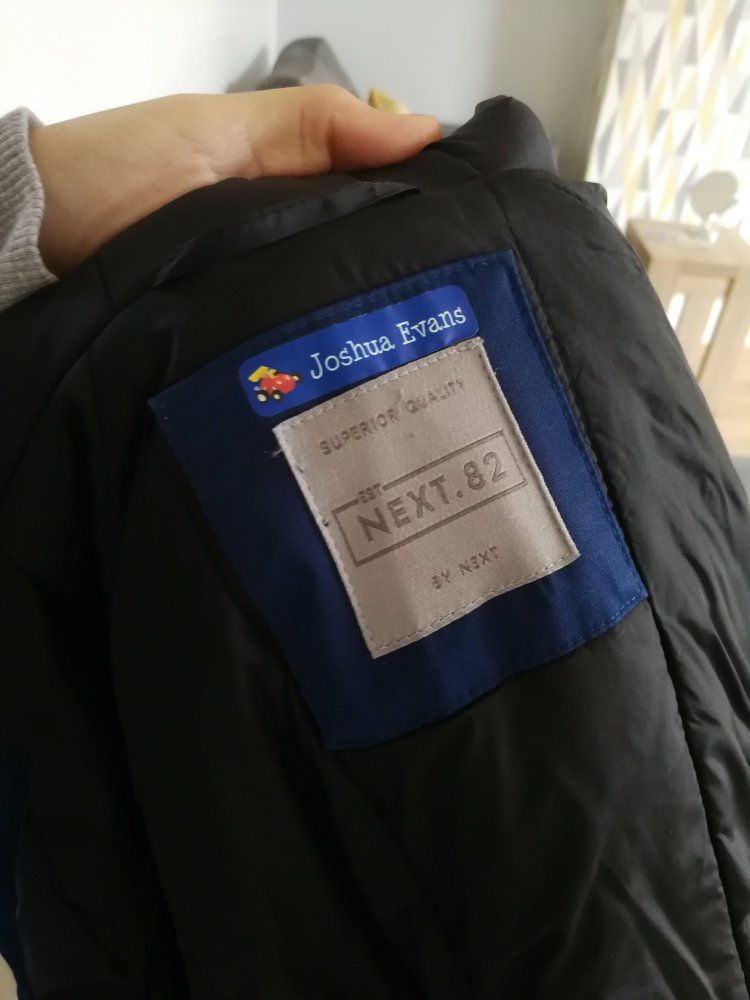 Joshua Evans
SUPERIOR QUALITY
EST
NEXT.82
BY NEXT